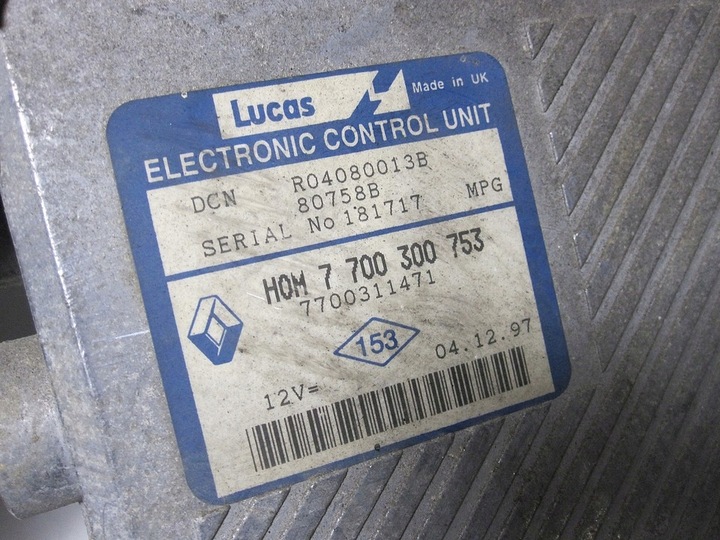 Lucas Made in UK
ELECTRONIC CONTROL UNIT
DCN R04080013B
80758B
SERIAL No 181717 MPG
HOM 7 700 300 753
7700311471
153 04.12.97
12V=